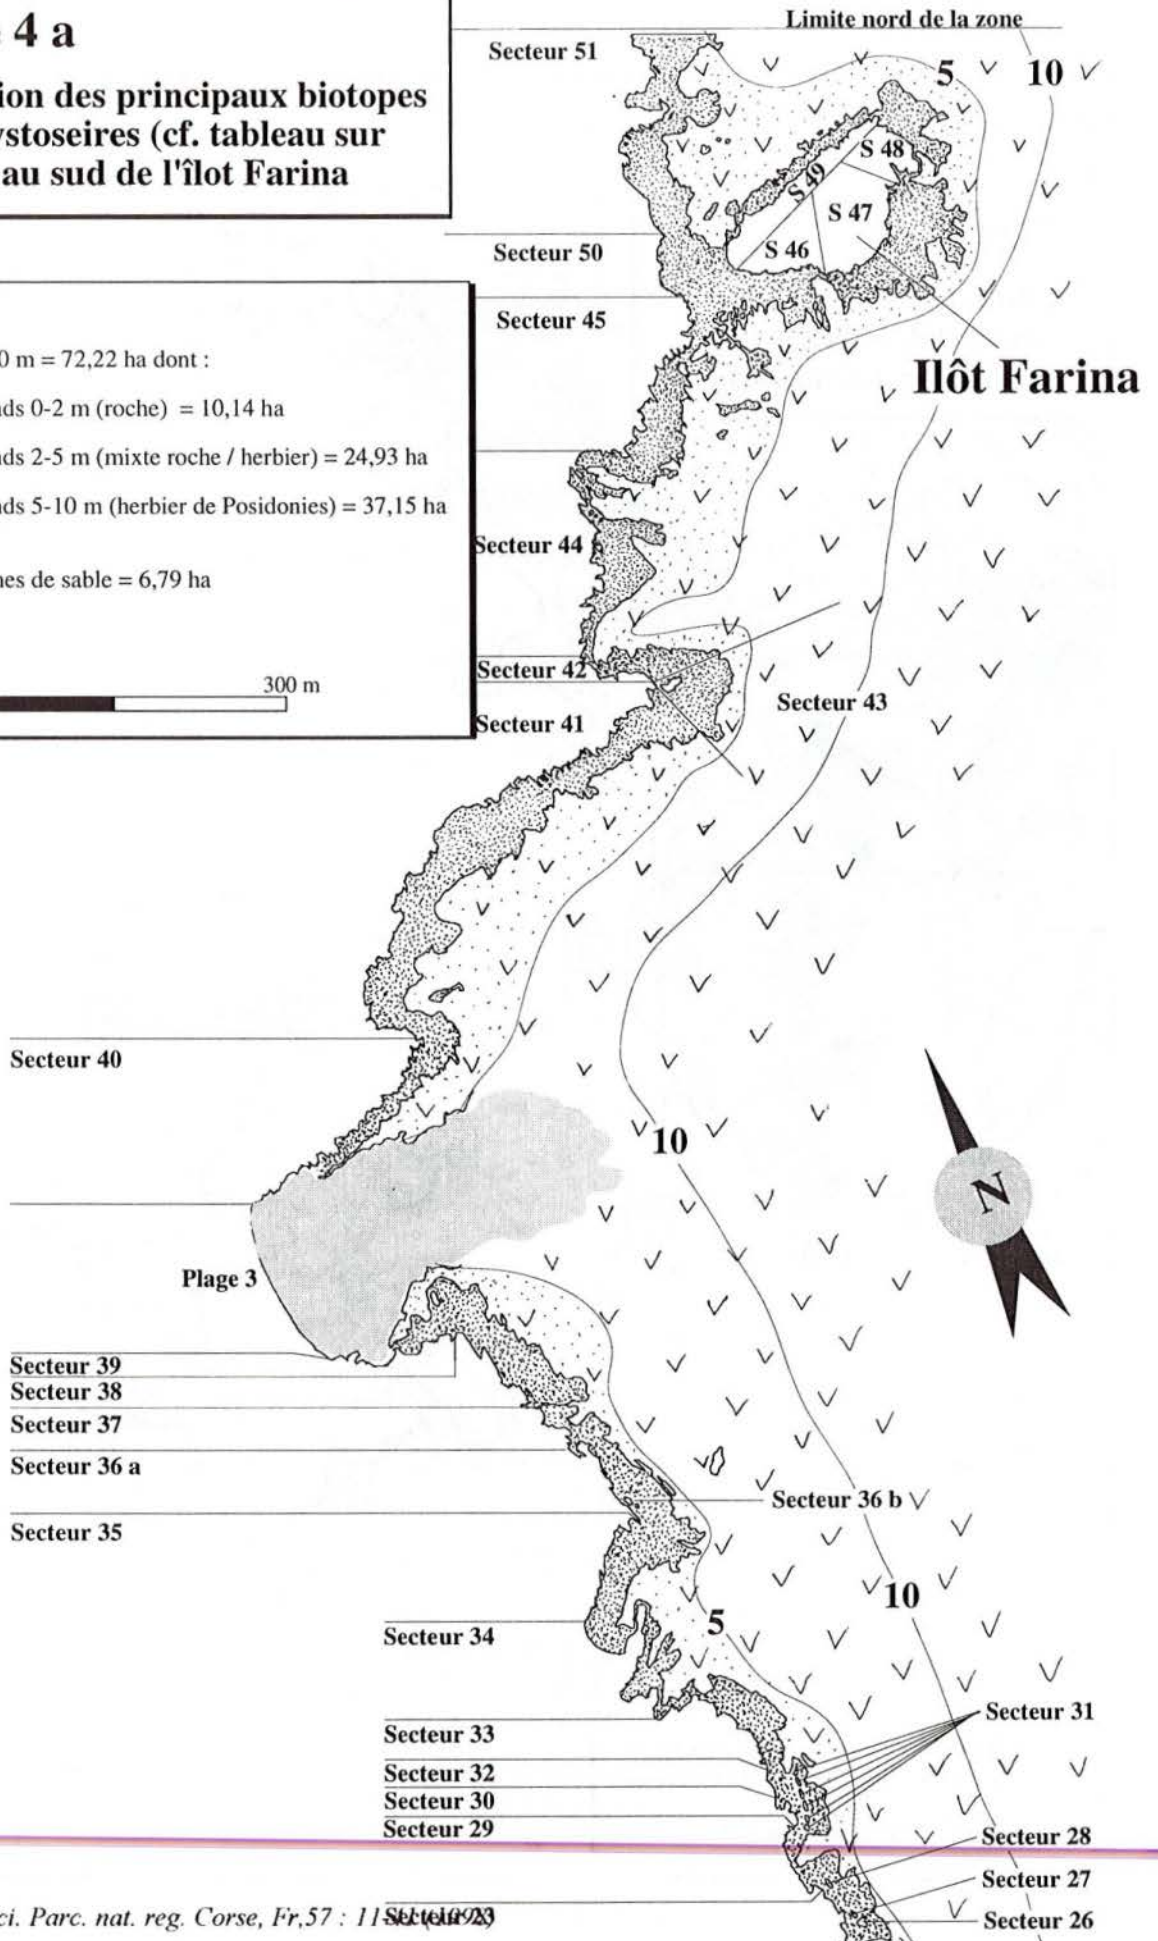 4 a
ion des principaux biotopes
ystoseires (cf. tableau sur
au sud de l'îlot Farina
0 m = 72,22 ha dont :
nds 0-2 m (roche) = 10,14 ha
nds 2-5 m (mixte roche / herbier) = 24,93 ha
nds 5-10 m (herbier de Posidonies) = 37,15 ha
nes de sable = 6,79 ha
300 m
Limite nord de la zone
Secteur 51
5
10
S 48
S 49
S 47
S 46
Secteur 50
Secteur 45
Ilôt Farina
Secteur 44
Secteur 42
Secteur 43
Secteur 41
Secteur 40
10
N
Plage 3
Secteur 39
Secteur 38
Secteur 37
Secteur 36 a
Secteur 36 b
Secteur 35
10
5
Secteur 34
Secteur 31
Secteur 33
Secteur 32
Secteur 30
Secteur 29
Secteur 28
Secteur 27
Secteur 23
Secteur 26
ci. Parc. nat. reg. Corse, Fr,57 : 11-